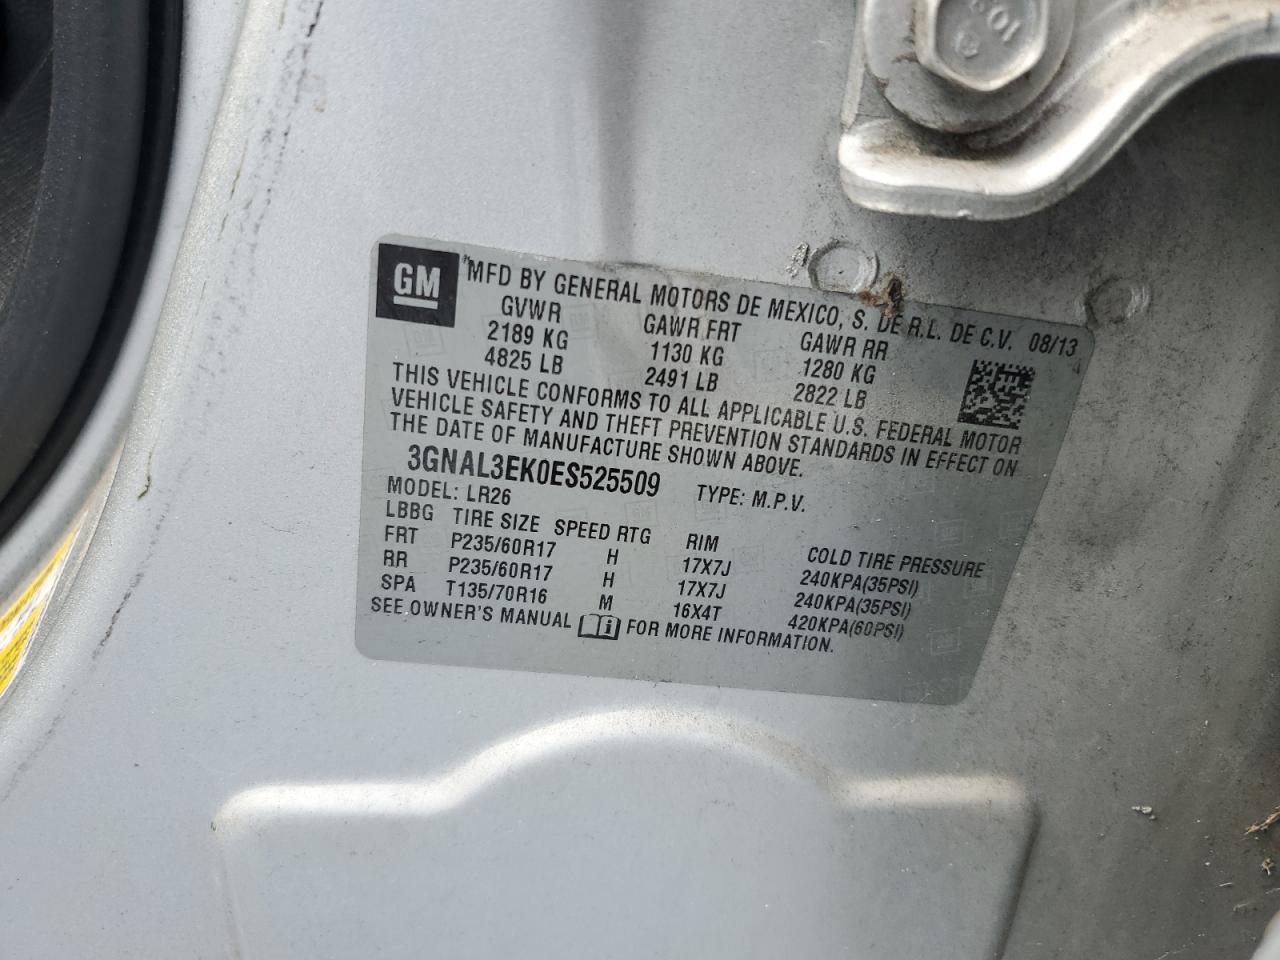 GM
MFD BY GENERAL MOTORS DE MEXICO, S. DE R.L. DE C.V. 08/13
GVWR GAWR FRT GAWR RR
2189 KG 1130 KG 1280 KG
4825 LB 2491 LB 2822 LB
THIS VEHICLE CONFORMS TO ALL APPLICABLE U.S. FEDERAL MOTOR
VEHICLE SAFETY AND THEFT PREVENTION STANDARDS IN EFFECT ON
THE DATE OF MANUFACTURE SHOWN ABOVE.
3GNAL3EK0ES525509 TYPE: M.P.V.
MODEL: LR26
LBBG TIRE SIZE SPEED RTG RIM COLD TIRE PRESSURE
FRT P235/60R17 H 17X7J 240KPA(35PSI)
RR P235/60R17 H 17X7J 240KPA(35PSI)
SPA T135/70R16 M 16X4T 420KPA(60PSI)
SEE OWNER'S MANUAL FOR MORE INFORMATION.